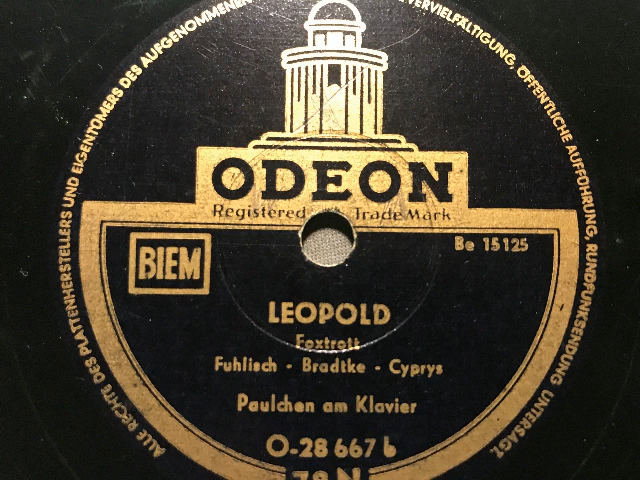 ALLE RECHTE DES PLATTENHERSTELLERS UND EIGENTÜMERS DES AUFGENOMMENEN
VERVIELFÄLTIGUNG, ÖFFENTLICHE AUFFÜHRUNG, RUNDFUNKSENDUNG UNTERSAGT.
ODEON
Registered Trade Mark
BIEM
Be 15125
LEOPOLD
Foxtrott
Fuhlisch - Bradtke - Cyprys
Paulchen am Klavier
O-28 667 b
78 N